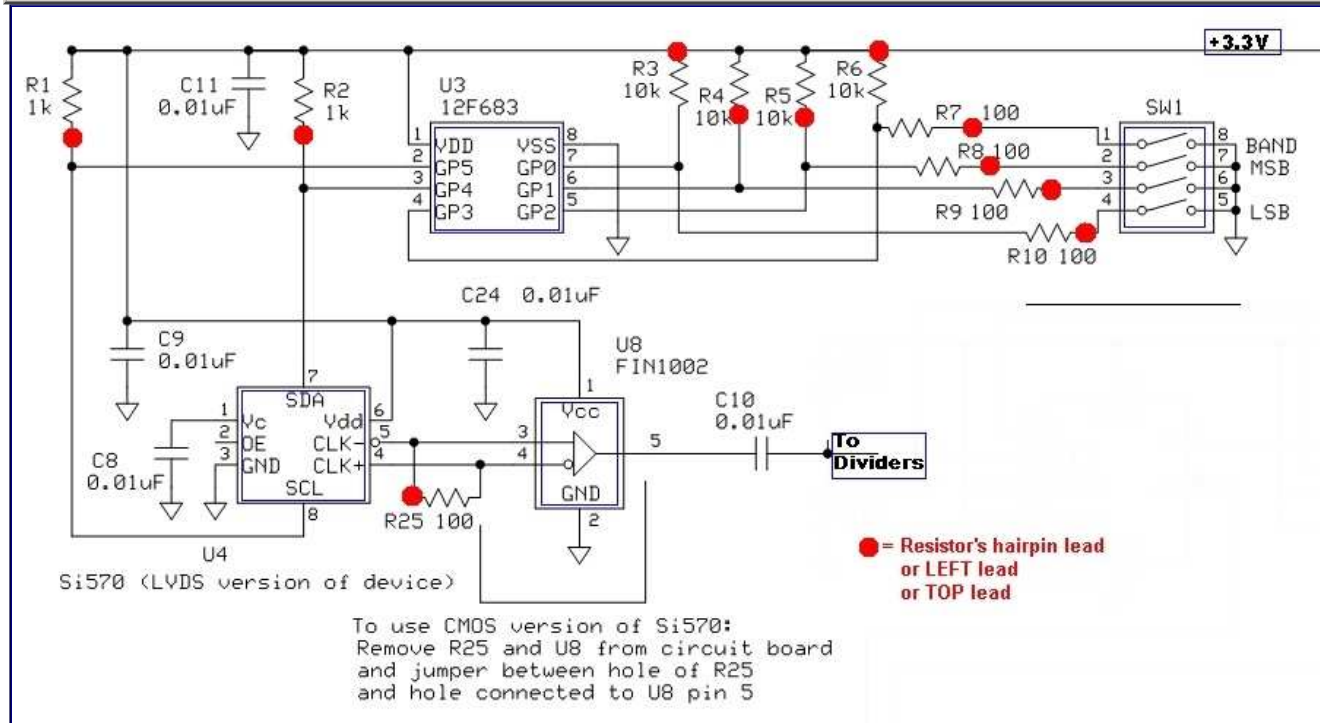 +3.3V
R1
1k
C11
0.01uF
R2
1k
U3
12F683
R3
10k
R4
10k
R5
10k
R6
10k
R7 100
R8 100
R9 100
R10 100
SW1
1 8 BAND
2 7 MSB
3 6
4 5 LSB
1 VDD VSS 8
2 GP5 GP0 7
3 GP4 GP1 6
4 GP3 GP2 5
C24 0.01uF
C9
0.01uF
U8
FIN1002
7
SDA
1 Vc Vdd 6
2 OE CLK- 5
3 GND CLK+ 4
SCL
8
C8
0.01uF
R25 100
1
Vcc
3
4
5
GND
2
C10
0.01uF
To
Dividers
U4
Si570 (LVDS version of device)
= Resistor's hairpin lead
or LEFT lead
or TOP lead
To use CMOS version of Si570:
Remove R25 and U8 from circuit board
and jumper between hole of R25
and hole connected to U8 pin 5